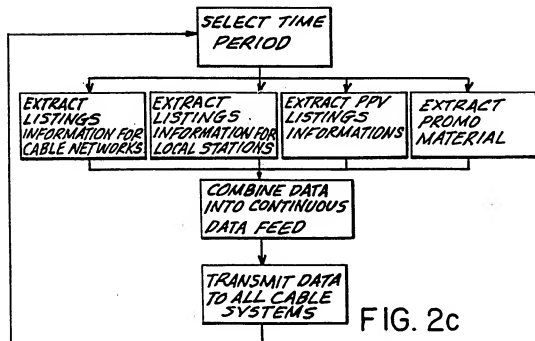 SELECT TIME
PERIOD
EXTRACT
LISTINGS
INFORMATION FOR
CABLE NETWORKS
EXTRACT
LISTINGS
INFORMATION FOR
LOCAL STATIONS
EXTRACT PPV
LISTINGS
INFORMATIONS
EXTRACT
PROMO
MATERIAL
COMBINE DATA
INTO CONTINUOUS
DATA FEED
TRANSMIT DATA
TO ALL CABLE
SYSTEMS
FIG. 2c